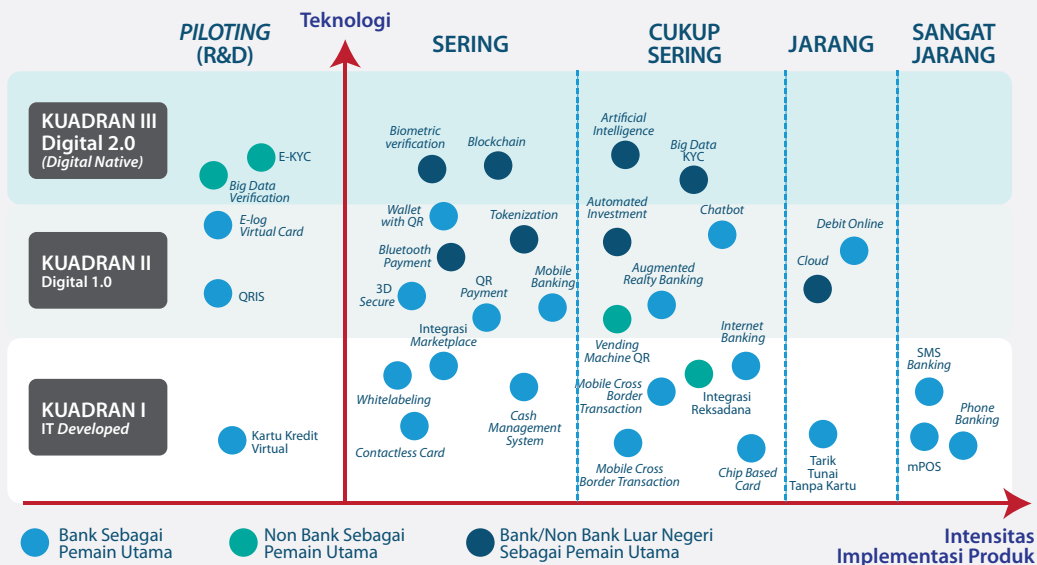 Teknologi
PILOTING
(R&D)
SERING
CUKUP
SERING
JARANG
SANGAT
JARANG
KUADRAN III
Digital 2.0
(Digital Native)
E-KYC
Big Data
Verification
Biometric
verification
Blockchain
Artificial
Intelligence
Big Data
KYC
KUADRAN II
Digital 1.0
E-log
Virtual Card
QRIS
Wallet
with QR
Tokenization
Bluetooth
Payment
3D
Secure
QR
Payment
Mobile
Banking
Automated
Investment
Chatbot
Augmented
Realty Banking
Vending
Machine QR
Debit Online
Cloud
KUADRAN I
IT Developed
Kartu Kredit
Virtual
Integrasi
Marketplace
Whitelabeling
Contactless Card
Cash
Management
System
Internet
Banking
Mobile Cross
Border
Transaction
Integrasi
Reksadana
Mobile Cross
Border Transaction
Chip Based
Card
Tarik
Tunai
Tanpa Kartu
SMS
Banking
Phone
Banking
mPOS
Bank Sebagai
Pemain Utama
Non Bank Sebagai
Pemain Utama
Bank/Non Bank Luar Negeri
Sebagai Pemain Utama
Intensitas
Implementasi Produk